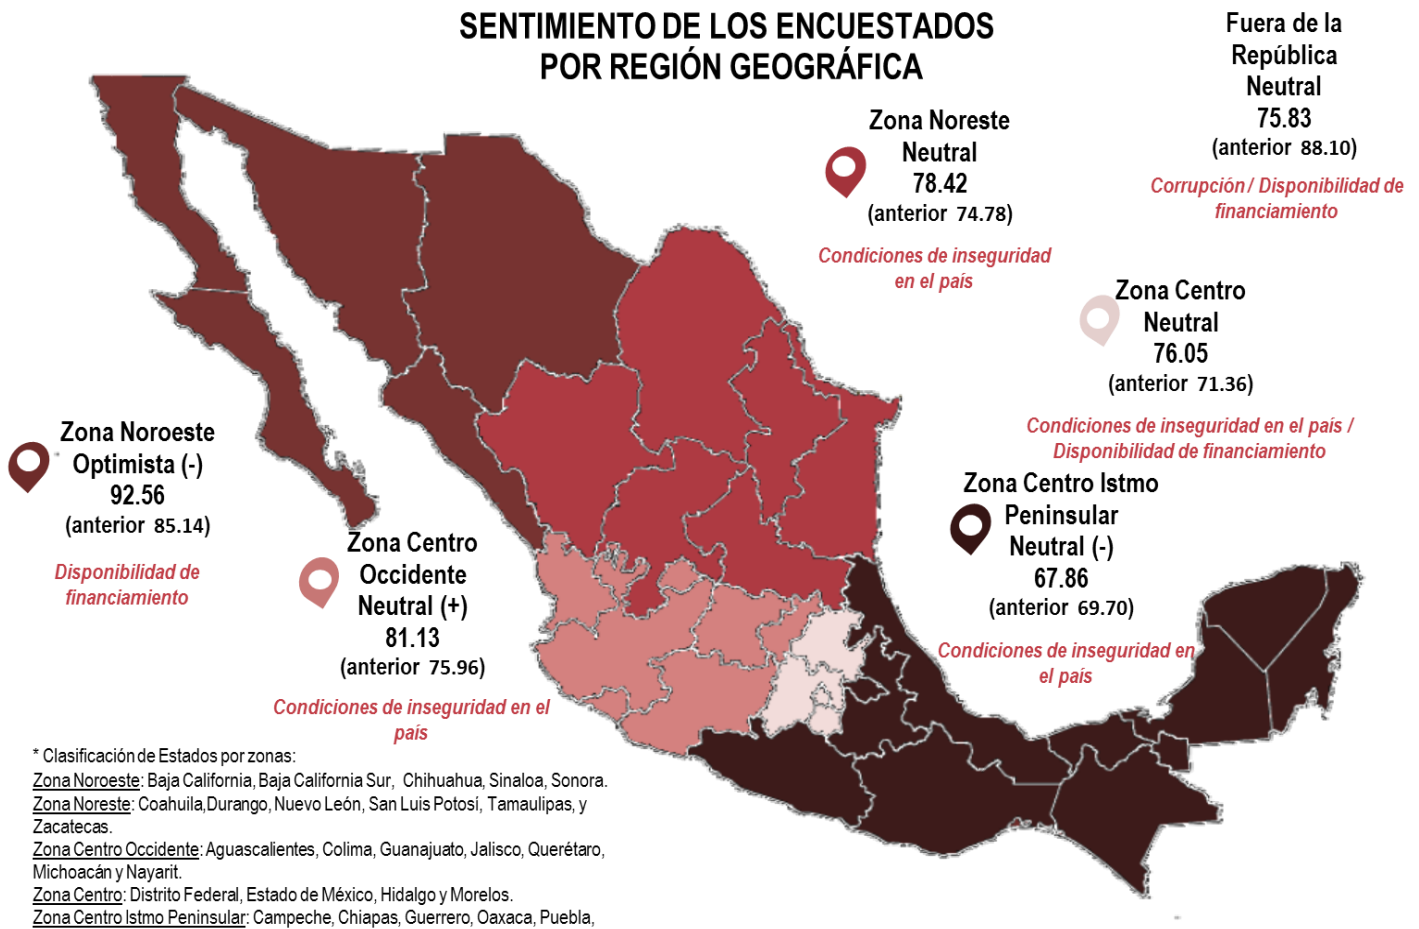 SENTIMIENTO DE LOS ENCUESTADOS
POR REGIÓN GEOGRÁFICA
Fuera de la
República
Neutral
75.83
(anterior 88.10)
Corrupción / Disponibilidad de
financiamiento
Zona Noreste
Neutral
78.42
(anterior 74.78)
Condiciones de inseguridad
en el país
Zona Centro
Neutral
76.05
(anterior 71.36)
Condiciones de inseguridad en el país /
Disponibilidad de financiamiento
Zona Noroeste
Optimista (-)
92.56
(anterior 85.14)
Disponibilidad de
financiamiento
Zona Centro Istmo
Peninsular
Neutral (-)
67.86
(anterior 69.70)
Condiciones de inseguridad en
el país
Zona Centro
Occidente
Neutral (+)
81.13
(anterior 75.96)
Condiciones de inseguridad en el
país
* Clasificación de Estados por zonas:
Zona Noroeste: Baja California, Baja California Sur, Chihuahua, Sinaloa, Sonora.
Zona Noreste: Coahuila,Durango, Nuevo León, San Luis Potosí, Tamaulipas, y
Zacatecas.
Zona Centro Occidente: Aguascalientes, Colima, Guanajuato, Jalisco, Querétaro,
Michoacán y Nayarit.
Zona Centro: Distrito Federal, Estado de México, Hidalgo y Morelos.
Zona Centro Istmo Peninsular: Campeche, Chiapas, Guerrero, Oaxaca, Puebla,